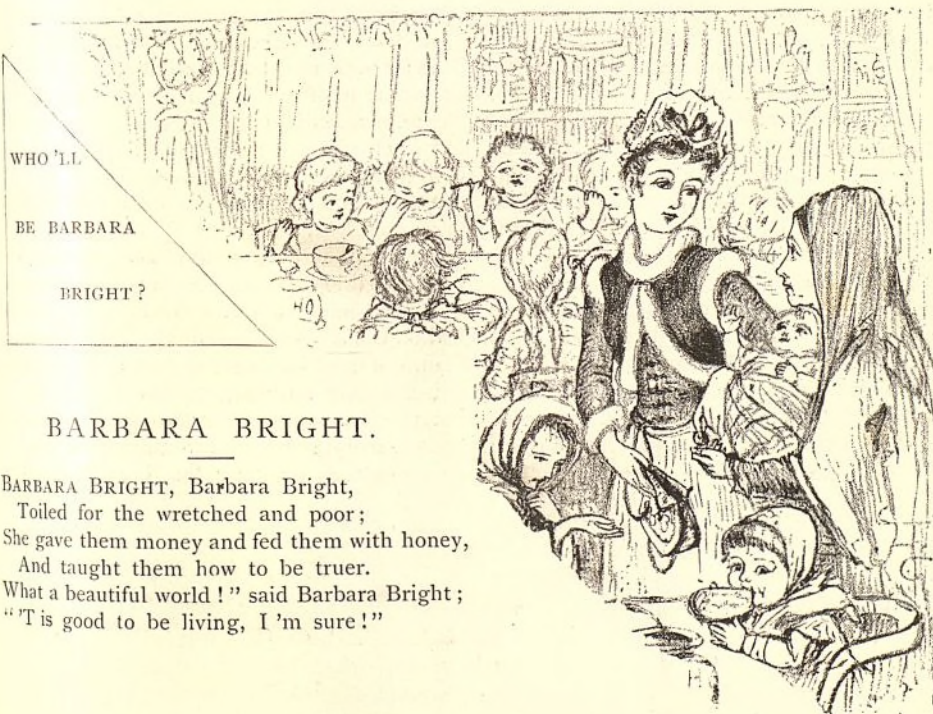 WHO 'LL
BE BARBARA
BRIGHT?
BARBARA BRIGHT.
BARBARA BRIGHT, Barbara Bright,
Toiled for the wretched and poor;
She gave them money and fed them with honey,
And taught them how to be truer.
What a beautiful world!" said Barbara Bright;
"'T is good to be living, I 'm sure!"